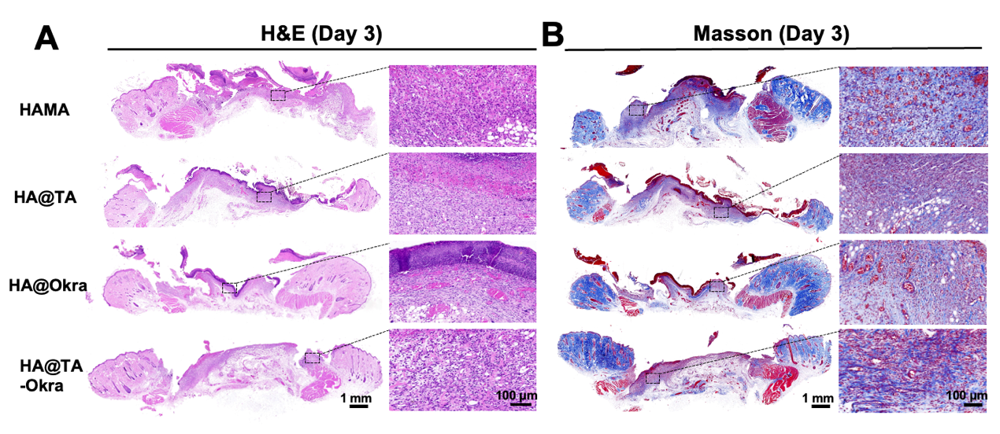 A
H&E (Day 3)
B
Masson (Day 3)
HAMA
HA@TA
HA@Okra
HA@TA
-Okra
1 mm
100 μm
1 mm
100 μm